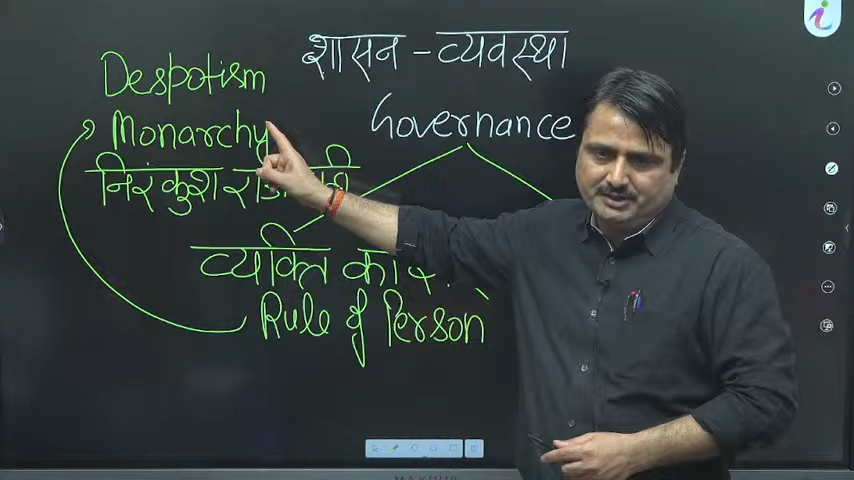 शासन - व्यवस्था
Governance
Despotism
Monarchy
निरंकुश
व्यक्ति का
Rule of Person